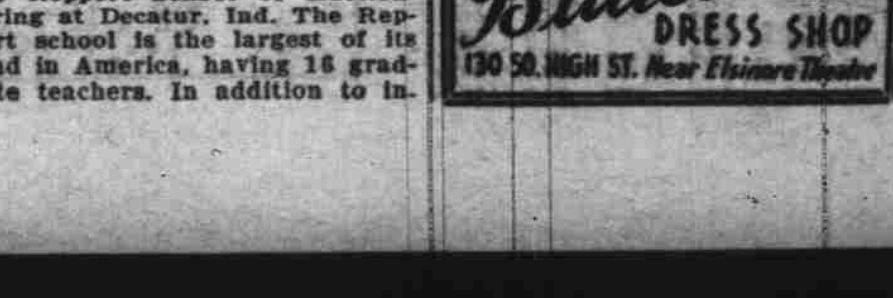 ring at Decatur, Ind. The Rep-
rt school is the largest of its
d in America, having 16 grad-
te teachers. In addition to in-
DRESS SHOP
130 SO. HIGH ST. Near Elsinore Theatre